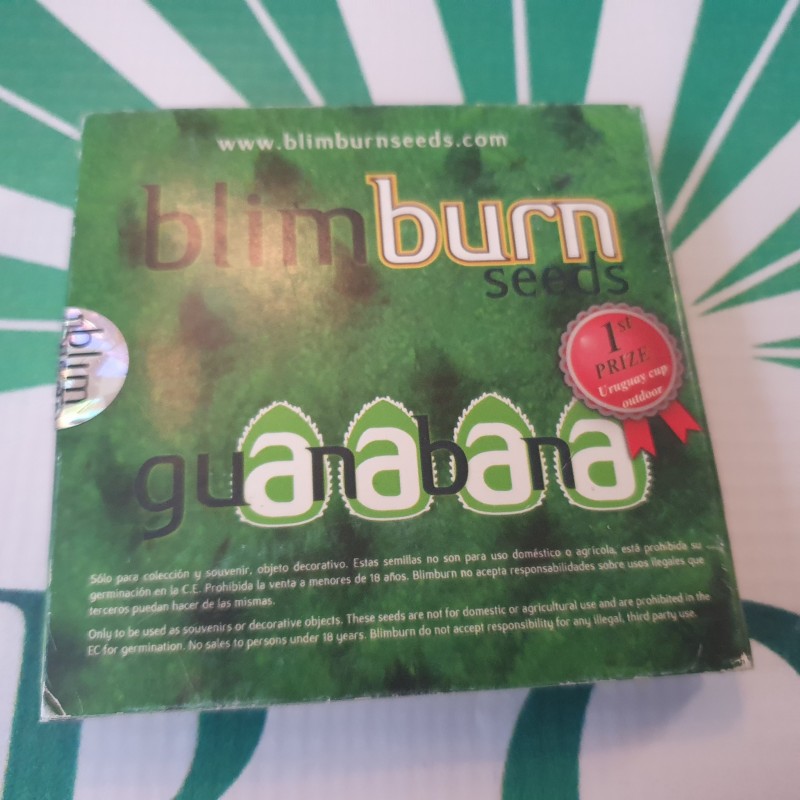 www.blimburnseeds.com
blimburn
seeds
1st
PRIZE
Uruguay cup
outdoor
blim
guanabana
Sólo para colección y souvenir, objeto decorativo. Estas semillas no son para uso doméstico o agrícola, está prohibida su
germinación en la C.E. Prohibida la venta a menores de 18 años. Blimburn no acepta responsabilidades sobre usos ilegales que
terceros puedan hacer de las mismas.
Only to be used as souvenirs or decorative objects. These seeds are not for domestic or agricultural use and are prohibited in the
EC for germination. No sales to persons under 18 years. Blimburn do not accept responsibility for any illegal, third party use.